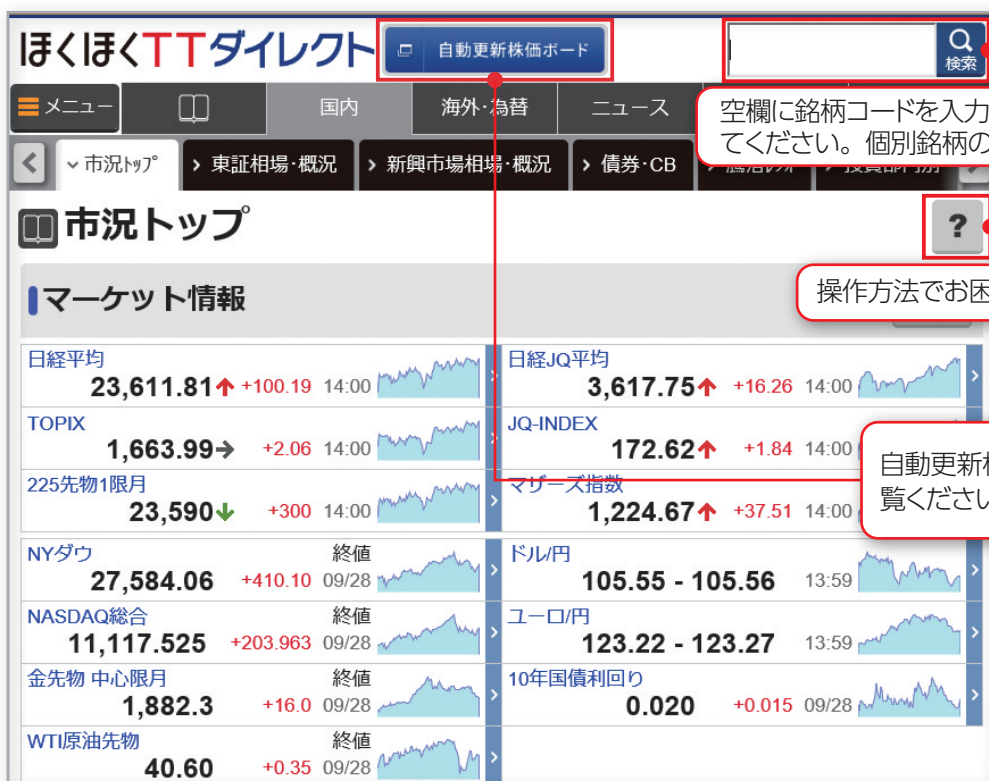 ほくほくTTダイレクト
自動更新株価ボード
検索
メニュー
国内
海外・為替
ニュース
空欄に銘柄コードを入力
てください。個別銘柄の
市況トップ
東証相場・概況
新興市場相場・概況
債券・CB
市況トップ
?
マーケット情報
操作方法でお困
日経平均
23,611.81↑ +100.19 14:00
日経JQ平均
3,617.75↑ +16.26 14:00
TOPIX
1,663.99→ +2.06 14:00
JQ-INDEX
172.62↑ +1.84 14:00
225先物1限月
23,590↓ +300 14:00
マザーズ指数
1,224.67↑ +37.51 14:00
自動更新株
覧ください
NYダウ 終値
27,584.06 +410.10 09/28
ドル/円
105.55 - 105.56 13:59
NASDAQ総合 終値
11,117.525 +203.963 09/28
ユーロ/円
123.22 - 123.27 13:59
金先物 中心限月 終値
1,882.3 +16.0 09/28
10年国債利回り
0.020 +0.015 09/28
WTI原油先物 終値
40.60 +0.35 09/28